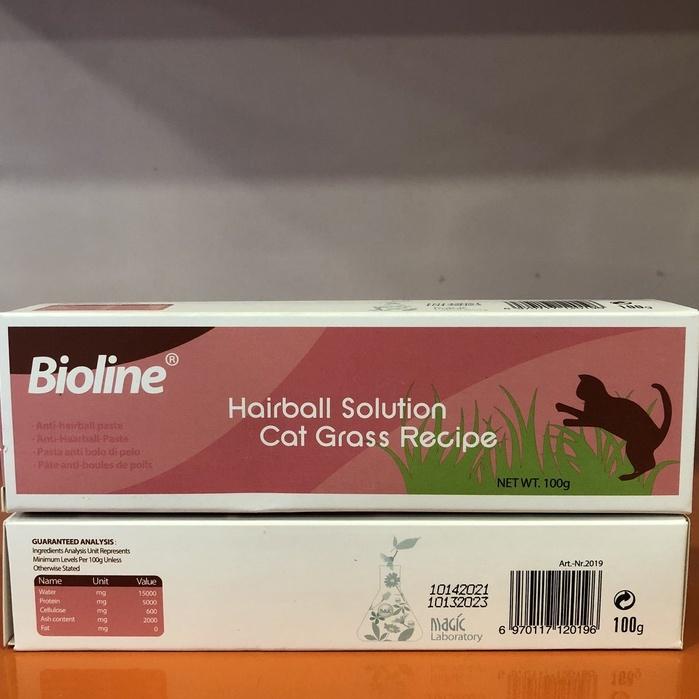 Bioline®
Hairball Solution
Cat Grass Recipe
- Anti-hairball paste
- Anti-Haarball-Paste
- Pasta anti bolo di pelo
- Pâte anti-boules de poils
NET WT. 100g
GUARANTEED ANALYSIS :
Ingredients Analysis Unit Represents
Minimum Levels Per 100g Unless
Otherwise Stated
Name Unit Value
Water mg 15000
Protein mg 5000
Cellulose mg 600
Ash content mg 2000
Fat mg 0
10142021
10132023
magic
Laboratory
Art.-Nr.2019
6 970117 120196
100g